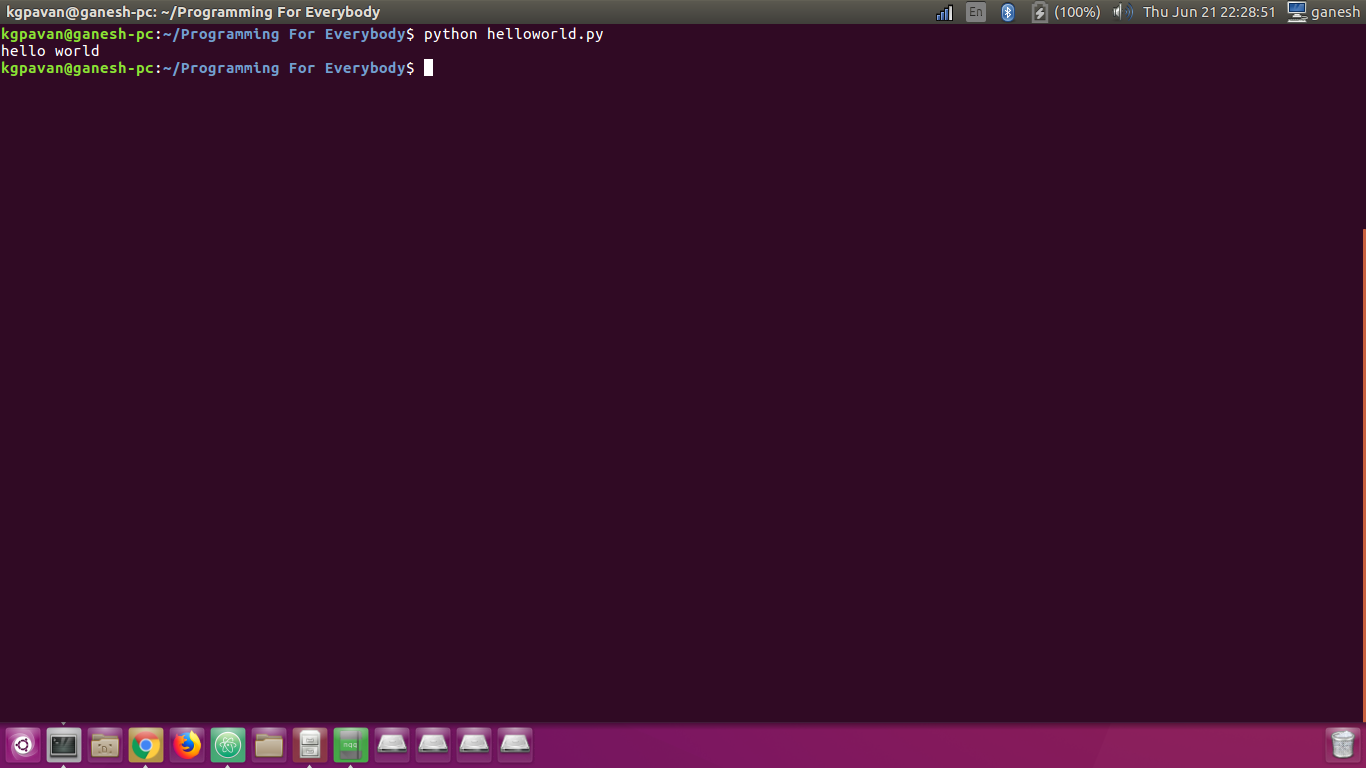 kgpavan@ganesh-pc: ~/Programming For Everybody
En (100%) Thu Jun 21 22:28:51 ganesh
kgpavan@ganesh-pc:~/Programming For Everybody$ python helloworld.py
hello world
kgpavan@ganesh-pc:~/Programming For Everybody$
nqq